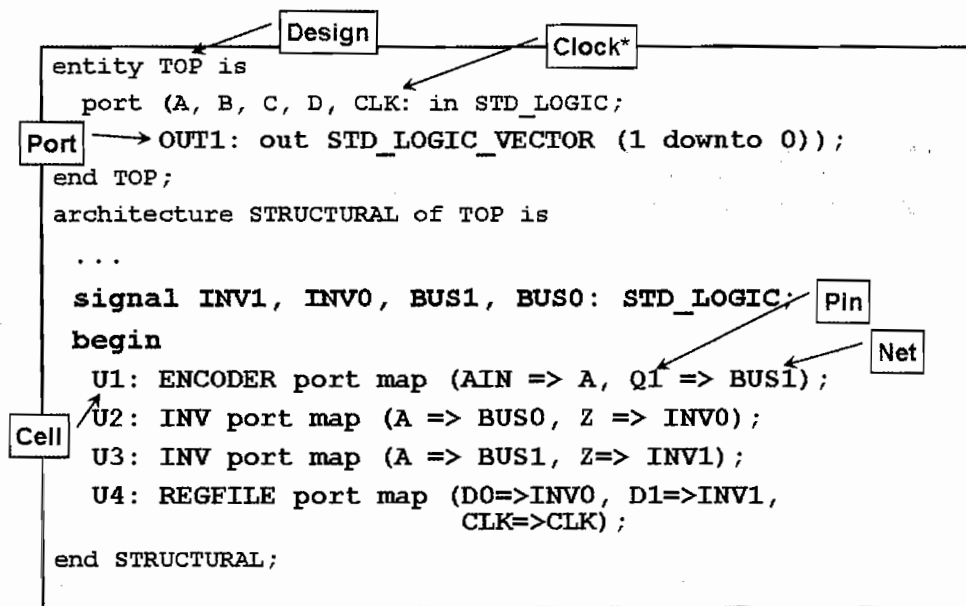 Design
Clock*
entity TOP is
port (A, B, C, D, CLK: in STD_LOGIC;
Port
OUT1: out STD_LOGIC_VECTOR (1 downto 0));
end TOP;
architecture STRUCTURAL of TOP is
...
signal INV1, INV0, BUS1, BUS0: STD_LOGIC;
Pin
begin
Net
U1: ENCODER port map (AIN => A, Q1 => BUS1);
Cell
U2: INV port map (A => BUS0, Z => INV0);
U3: INV port map (A => BUS1, Z=> INV1);
U4: REGFILE port map (D0=>INV0, D1=>INV1,
CLK=>CLK);
end STRUCTURAL;